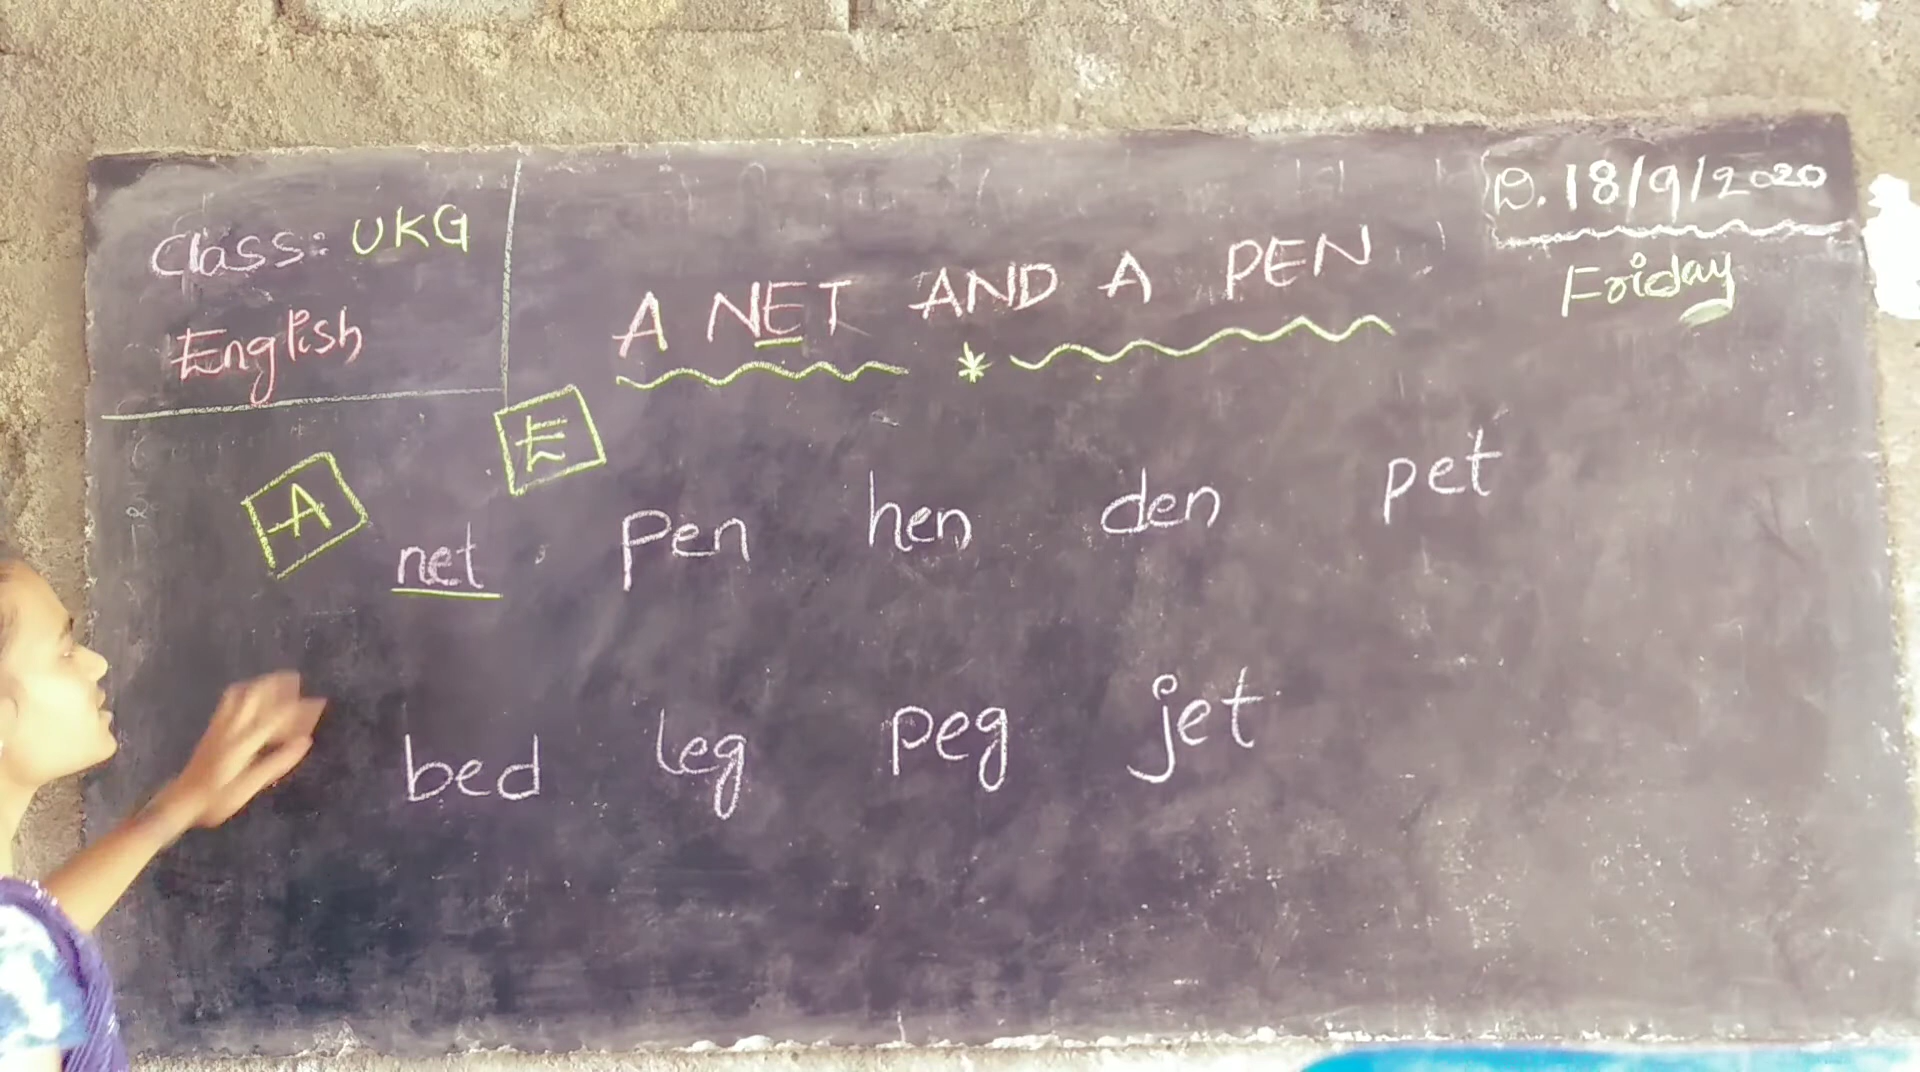 Class: UKG
English
D. 18/9/2020
Friday
A NET AND A PEN
A
E
net pen hen den pet
bed leg peg jet